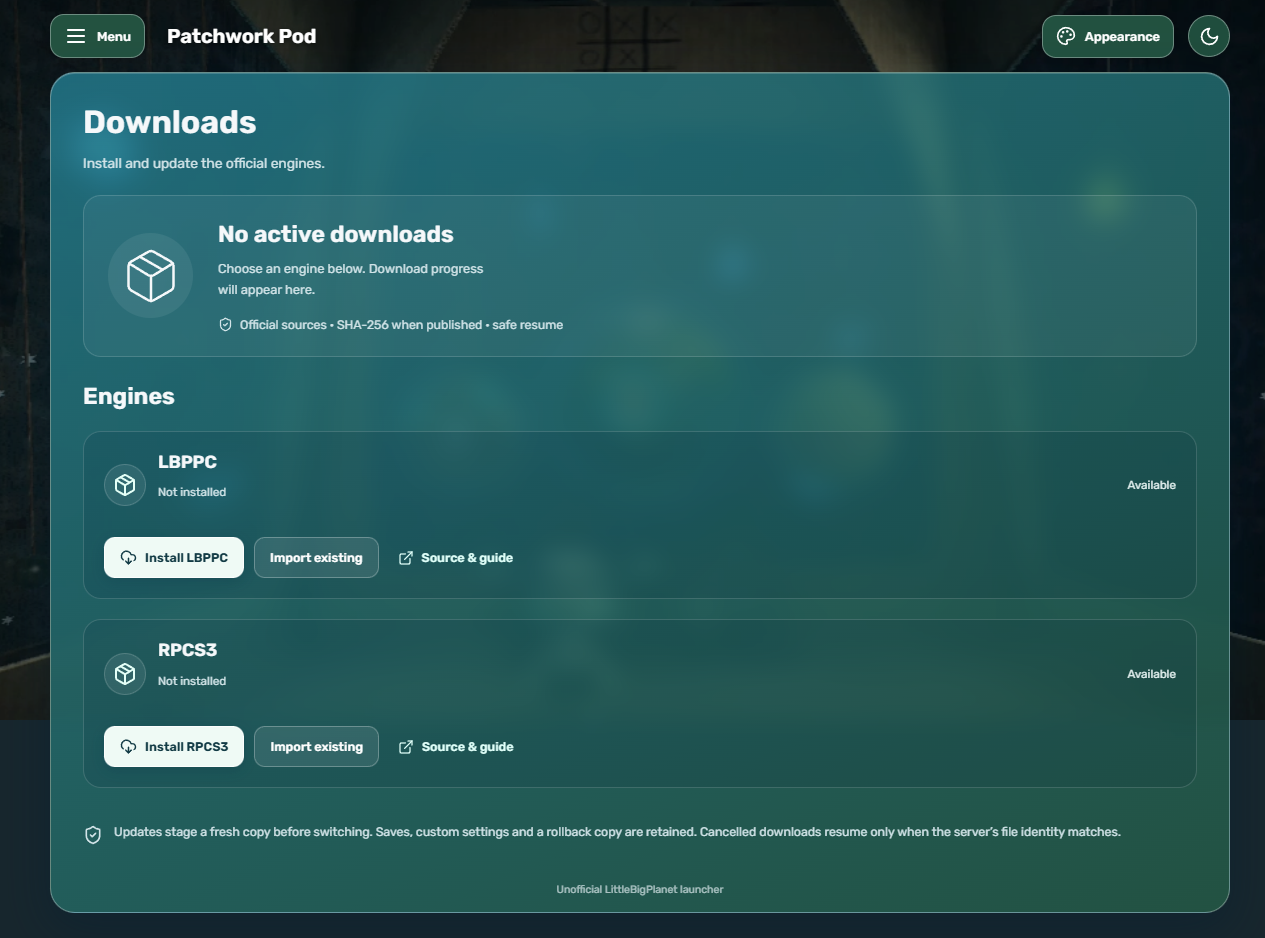 Menu
Patchwork Pod
Appearance
Downloads
Install and update the official engines.
No active downloads
Choose an engine below. Download progress
will appear here.
Official sources • SHA-256 when published • safe resume
Engines
LBPPC
Not installed
Available
Install LBPPC
Import existing
Source & guide
RPCS3
Not installed
Available
Install RPCS3
Import existing
Source & guide
Updates stage a fresh copy before switching. Saves, custom settings and a rollback copy are retained. Cancelled downloads resume only when the server's file identity matches.
Unofficial LittleBigPlanet launcher